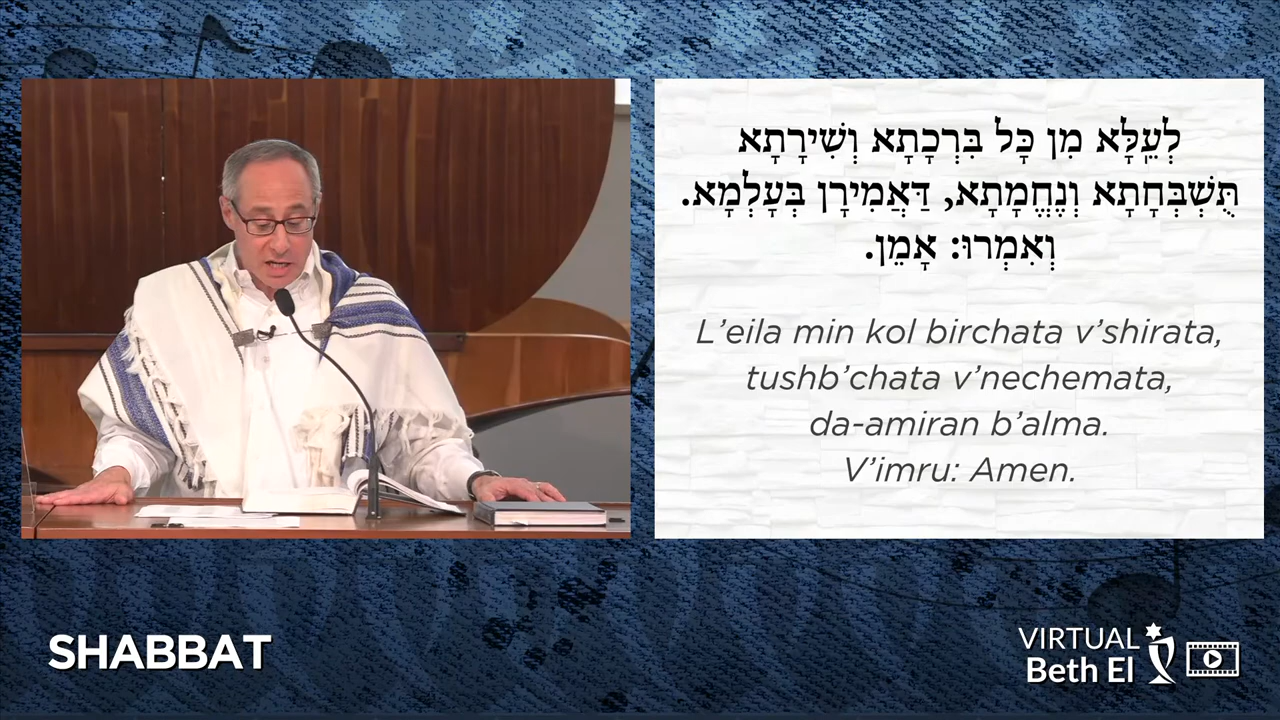 לְעֵֽלָּא מִן כָּל בִּרְכָתָא וְשִׁירָתָא
תֻּשְׁבְּחָתָא וְנֶחֱמָתָא, דַּאֲמִירָן בְּעָלְמָא.
וְאִמְרוּ: אָמֵן.
L’eila min kol birchata v’shirata,
tushb’chata v’nechemata,
da-amiran b’alma.
V’imru: Amen.
SHABBAT
VIRTUAL
Beth El